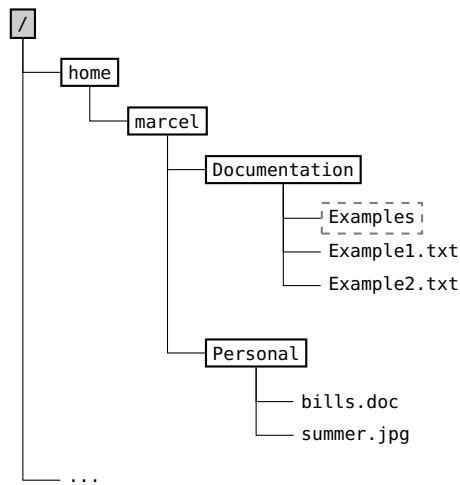 /
home
marcel
Documentation
Examples
Example1.txt
Example2.txt
Personal
bills.doc
summer.jpg
...